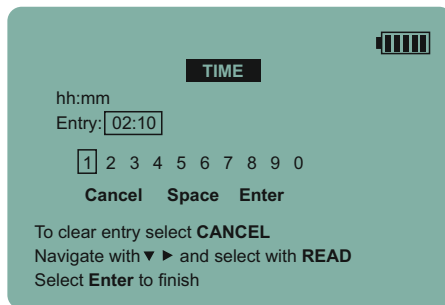 TIME
hh:mm
Entry: 02:10
1 2 3 4 5 6 7 8 9 0
Cancel Space Enter
To clear entry select CANCEL
Navigate with ▼ ► and select with READ
Select Enter to finish